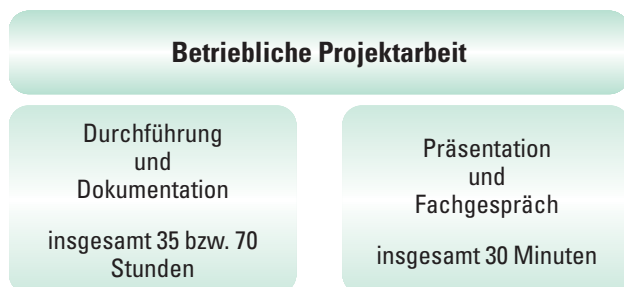 Betriebliche Projektarbeit
Durchführung
und
Dokumentation
insgesamt 35 bzw. 70
Stunden
Präsentation
und
Fachgespräch
insgesamt 30 Minuten